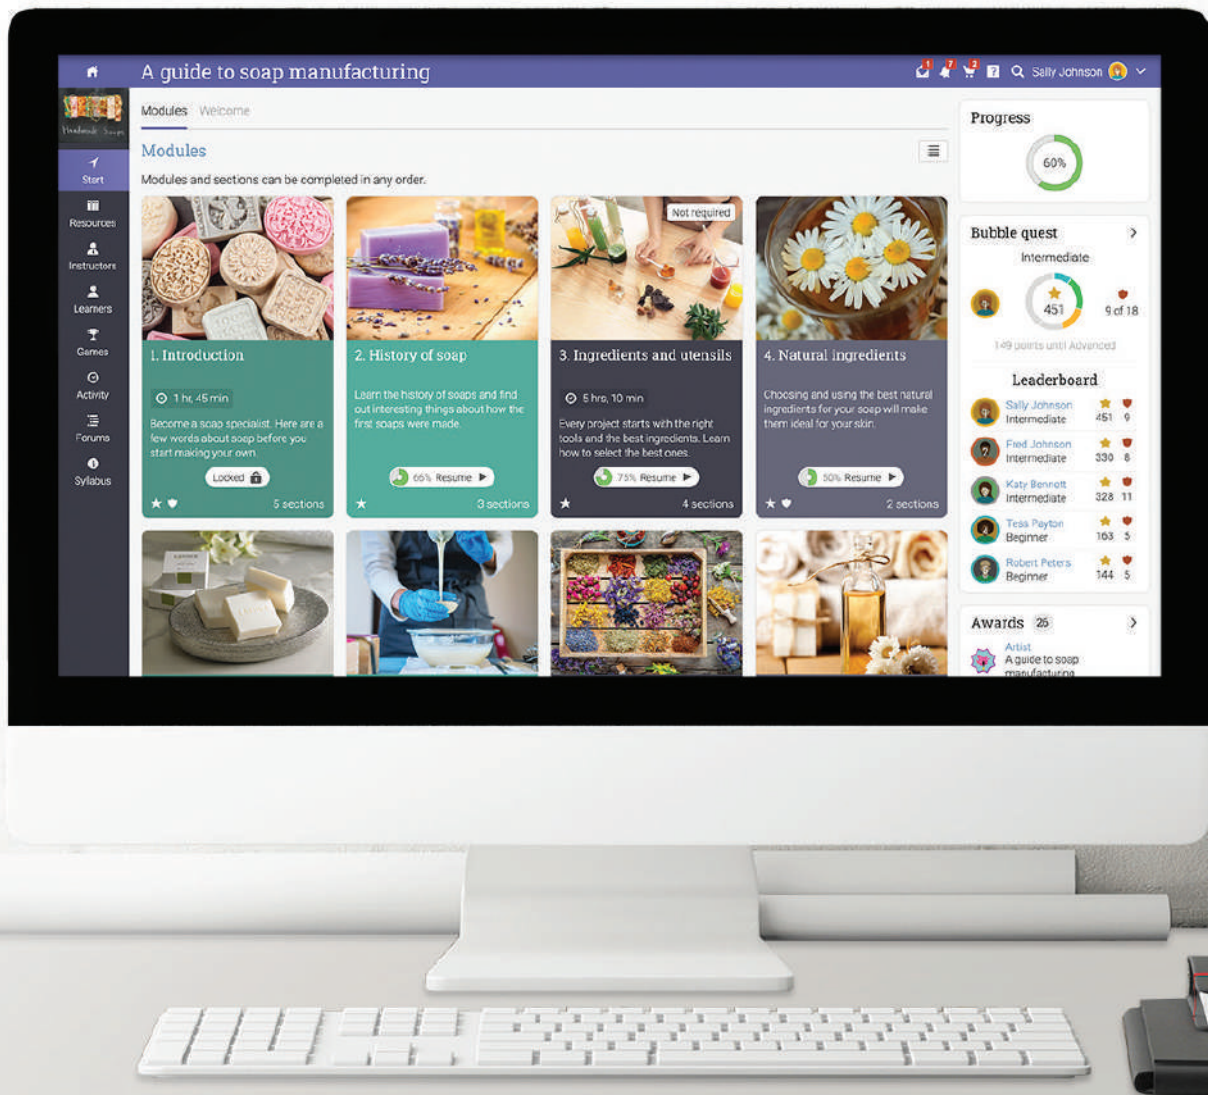 A guide to soap manufacturing
1
7
2
?
Sally Johnson
Handmade Soaps
Start
Resources
Instructors
Learners
Games
Activity
Forums
Syllabus
Modules Welcome
Modules
Modules and sections can be completed in any order.
1. Introduction
1 hr, 45 min
Become a soap specialist. Here are a
few words about soap before you
start making your own.
Locked
5 sections
2. History of soap
Learn the history of soaps and find
out interesting things about how the
first soaps were made.
66% Resume
3 sections
Not required
3. Ingredients and utensils
5 hrs, 10 min
Every project starts with the right
tools and the best ingredients. Learn
how to select the best ones.
75% Resume
4 sections
4. Natural ingredients
Choosing and using the best natural
ingredients for your soap will make
them ideal for your skin.
50% Resume
2 sections
Progress
60%
Bubble quest
Intermediate
451
9 of 18
149 points until Advanced
Leaderboard
Sally Johnson
Intermediate 451 9
Fred Johnson
Intermediate 330 8
Katy Bennett
Intermediate 328 11
Tess Payton
Beginner 163 5
Robert Peters
Beginner 144 5
Awards 26
Artist
A guide to soap
manufacturing